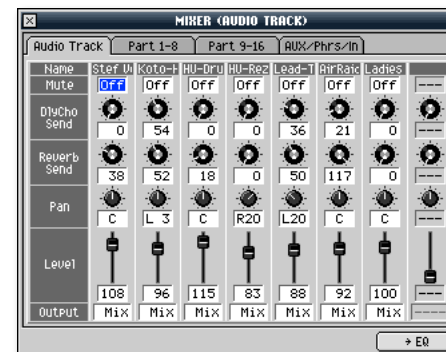 MIXER (AUDIO TRACK)
Audio Track Part 1-8 Part 9-16 AUX/Phrs/In
Name Stef Koto-H HU-Dru HU-Rez Lead-T AirRaid Ladies
Mute Off Off Off Off Off Off Off ---
DlyCho Send 0 54 0 0 36 21 0 ---
Reverb Send 38 52 18 0 50 117 0 ---
Pan C L 3 C R20 L20 C C ---
Level 108 96 115 83 88 92 100 ---
Output Mix Mix Mix Mix Mix Mix Mix ----
→ EQ